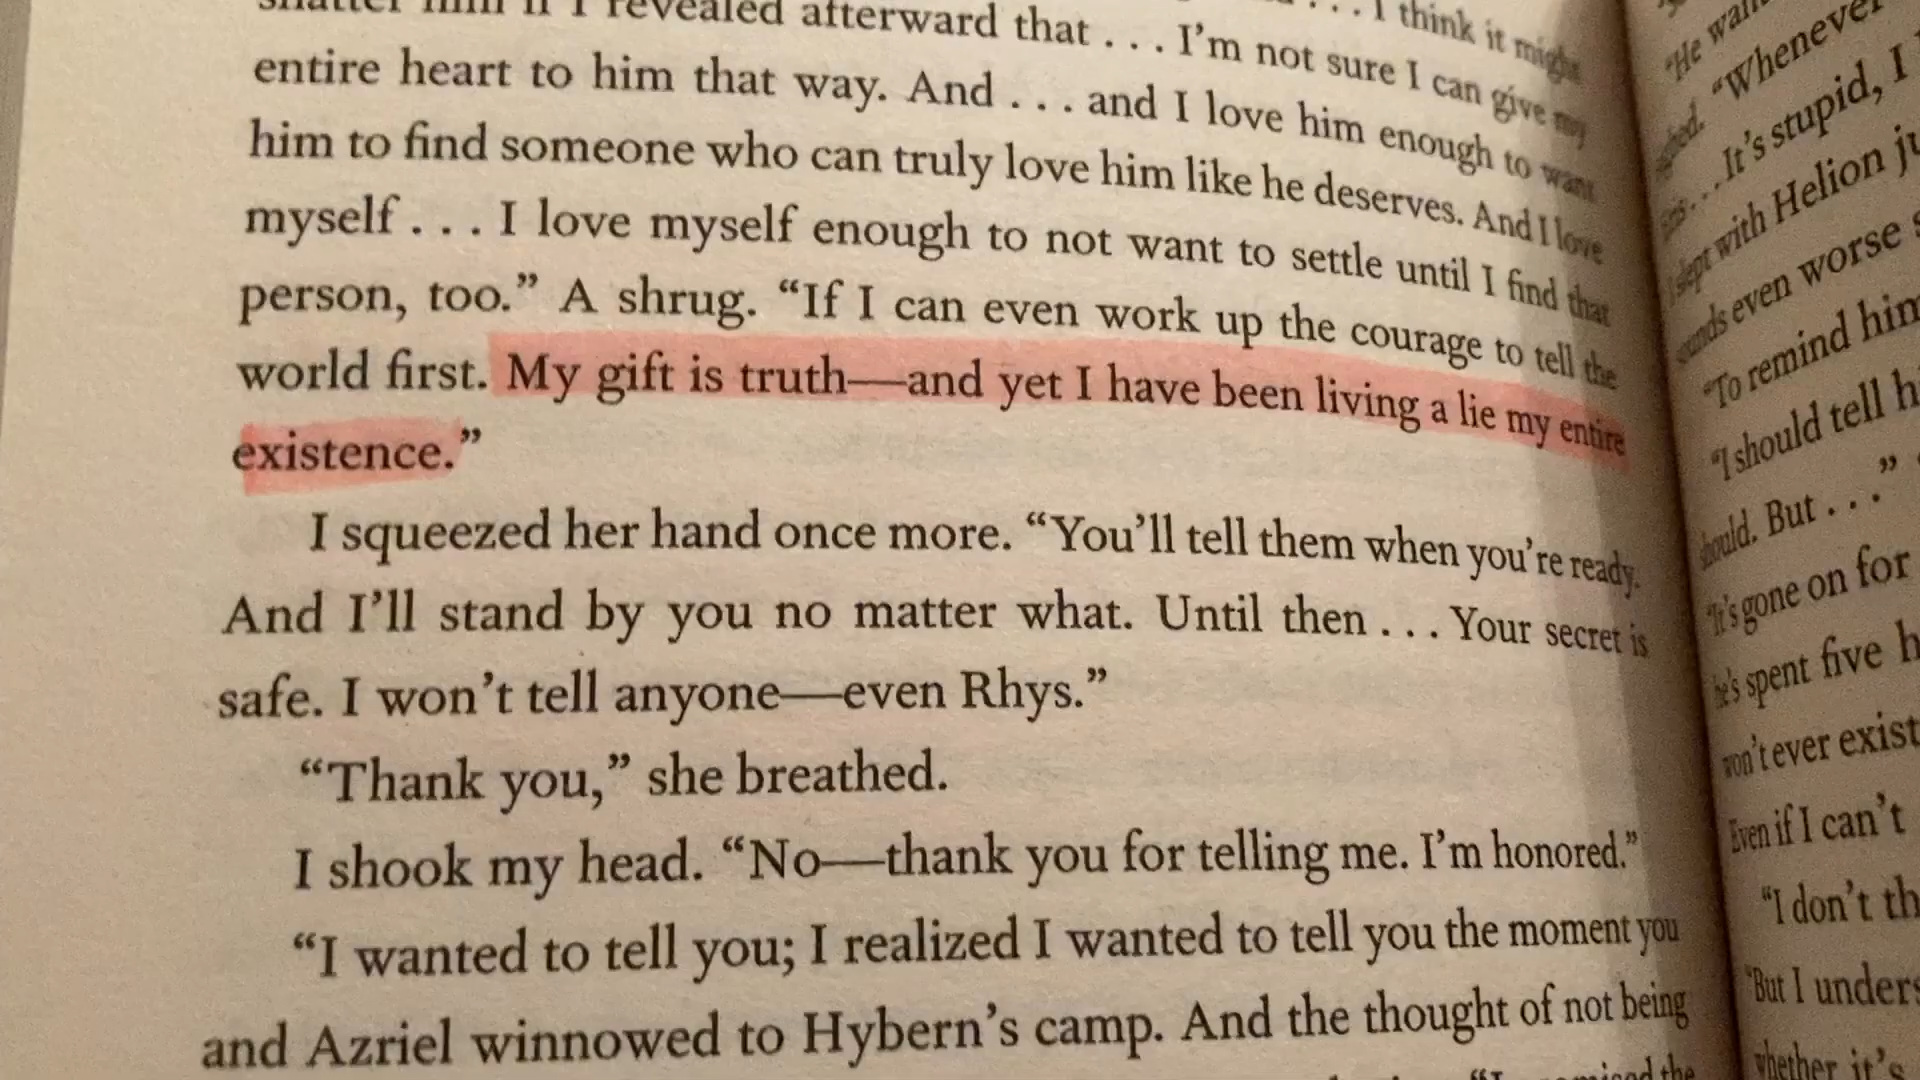 shatter him if I revealed afterward that . . . I'm not sure I can give my
entire heart to him that way. And . . . and I love him enough to want
him to find someone who can truly love him like he deserves. And I love
myself . . . I love myself enough to not want to settle until I find that
person, too.” A shrug. “If I can even work up the courage to tell the
world first. My gift is truth—and yet I have been living a lie my entire
existence.”
I squeezed her hand once more. “You'll tell them when you're ready.
And I'll stand by you no matter what. Until then . . . Your secret is
safe. I won't tell anyone—even Rhys.”
“Thank you,” she breathed.
I shook my head. “No—thank you for telling me. I'm honored.”
“I wanted to tell you; I realized I wanted to tell you the moment you
and Azriel winnowed to Hybern's camp. And the thought of not being
“He
“Whenever
. . . It's stupid, I
slept with Helion
even worse
“To remind him
“I should tell
should. But . . .”
“It's gone on for
he's spent five
won't ever exist
Even if I can't
“I don't
“But I
whether it's